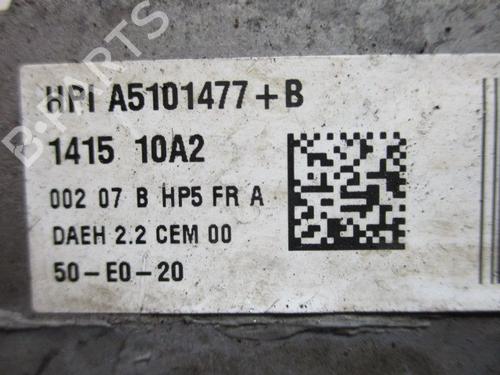 B-PARTS
HPI A5101477+B
1415 10A2
002 07 B HP5 FR A
DAEH 2.2 CEM 00
50-E0-20